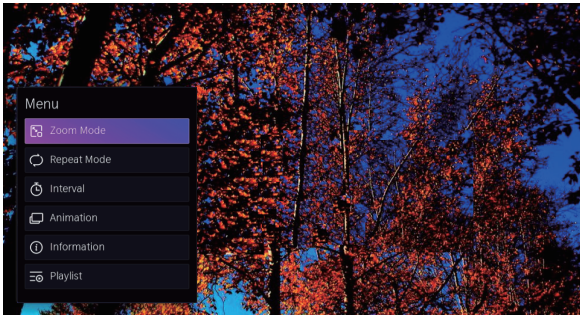 Menu
Zoom Mode
Repeat Mode
Interval
Animation
Information
Playlist